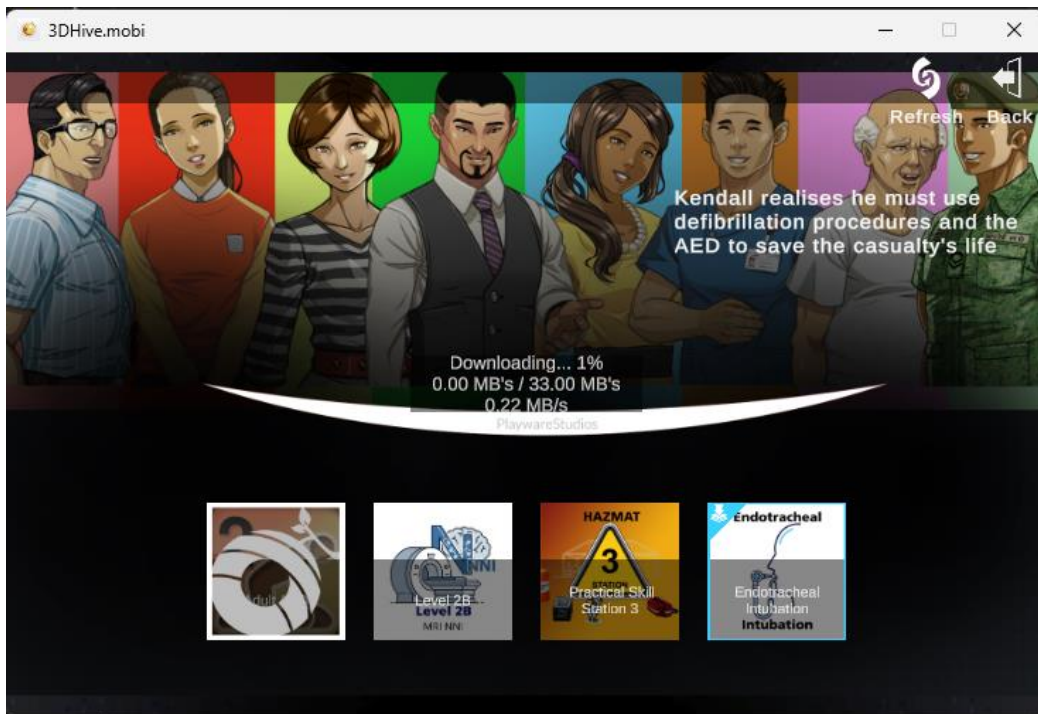 3DHive.mobi
Refresh
Back
Kendall realises he must use
defibrillation procedures and the
AED to save the casualty's life
Downloading... 1%
0.00 MB's / 33.00 MB's
0.22 MB/s
PlaywareStudios
NNI
Level 2B
Level 2B
MRI NNI
HAZMAT
3
STATION
Practical Skill
Station 3
Endotracheal
Endotracheal
Intubation
Intubation